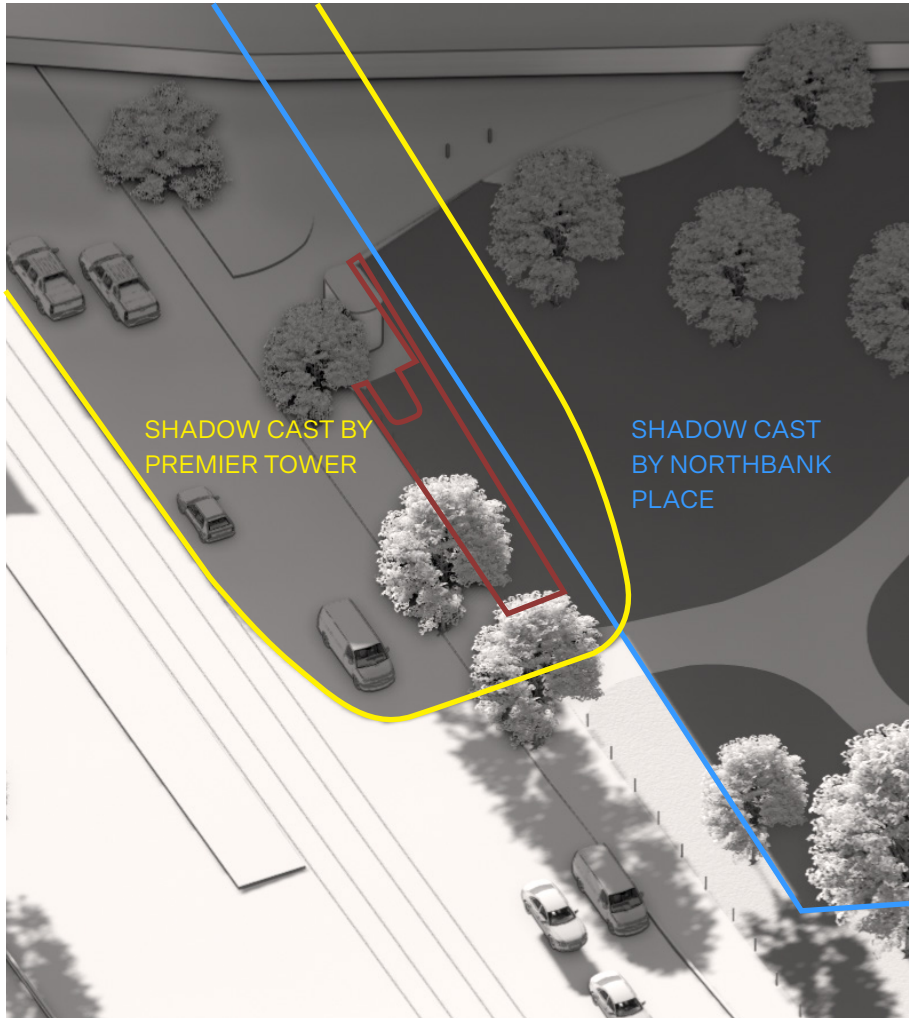 SHADOW CAST BY
PREMIER TOWER
SHADOW CAST
BY NORTHBANK
PLACE